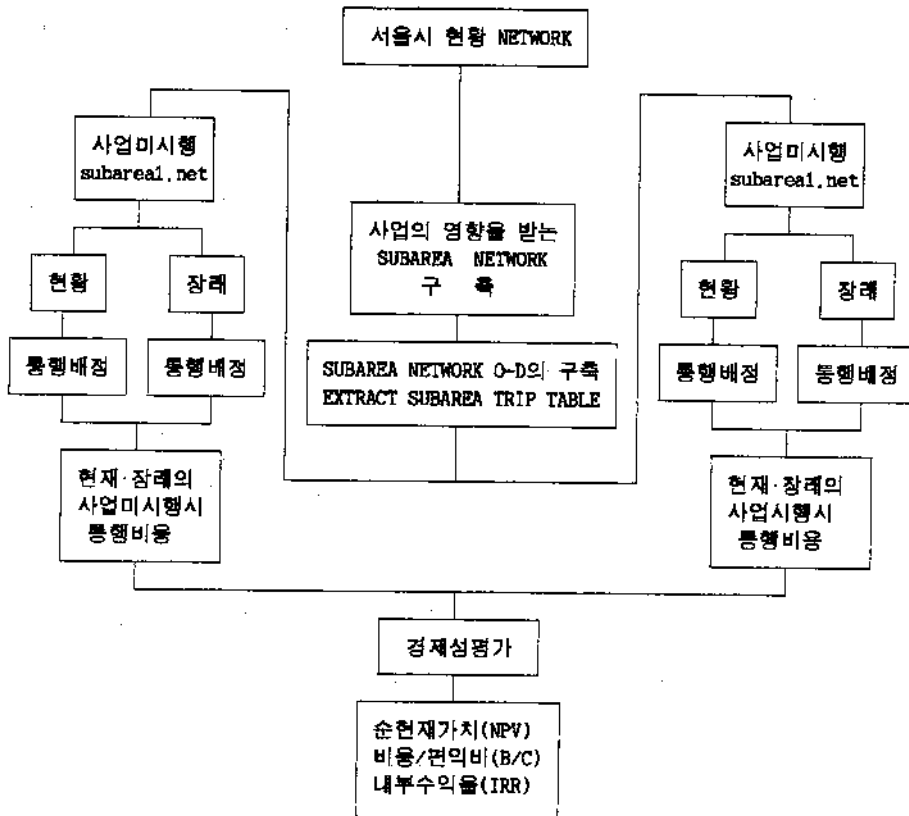 서울시 현황 NETWORK
사업미시행
subarea1.net
사업미시행
subarea1.net
사업의 영향을 받는
SUBAREA NETWORK
구 축
현황
장래
현황
장래
통행배정
통행배정
SUBAREA NETWORK O-D의 구축
EXTRACT SUBAREA TRIP TABLE
통행배정
통행배정
현재·장래의
사업미시행시
통행비용
현재·장래의
사업시행시
통행비용
경제성평가
순현재가치(NPV)
비용/편익비(B/C)
내부수익율(IRR)